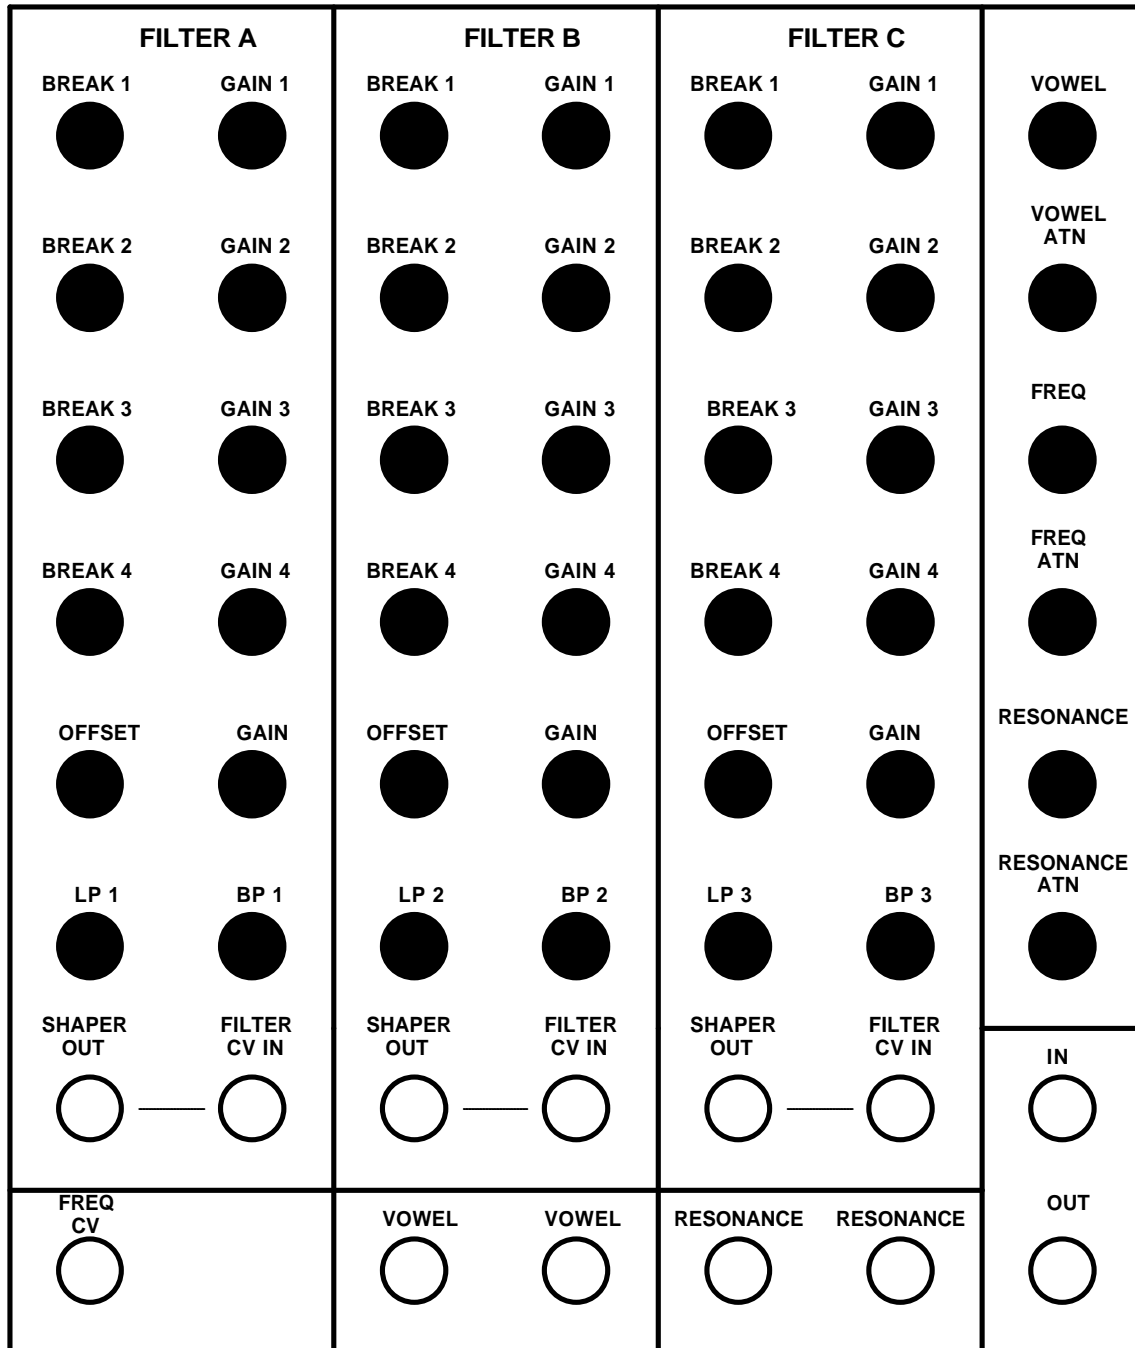 FILTER A
FILTER B
FILTER C
BREAK 1
GAIN 1
BREAK 1
GAIN 1
BREAK 1
GAIN 1
VOWEL
BREAK 2
GAIN 2
BREAK 2
GAIN 2
BREAK 2
GAIN 2
VOWEL
ATN
BREAK 3
GAIN 3
BREAK 3
GAIN 3
BREAK 3
GAIN 3
FREQ
BREAK 4
GAIN 4
BREAK 4
GAIN 4
BREAK 4
GAIN 4
FREQ
ATN
OFFSET
GAIN
OFFSET
GAIN
OFFSET
GAIN
RESONANCE
LP 1
BP 1
LP 2
BP 2
LP 3
BP 3
RESONANCE
ATN
SHAPER
OUT
FILTER
CV IN
SHAPER
OUT
FILTER
CV IN
SHAPER
OUT
FILTER
CV IN
IN
FREQ
CV
VOWEL
VOWEL
RESONANCE
RESONANCE
OUT